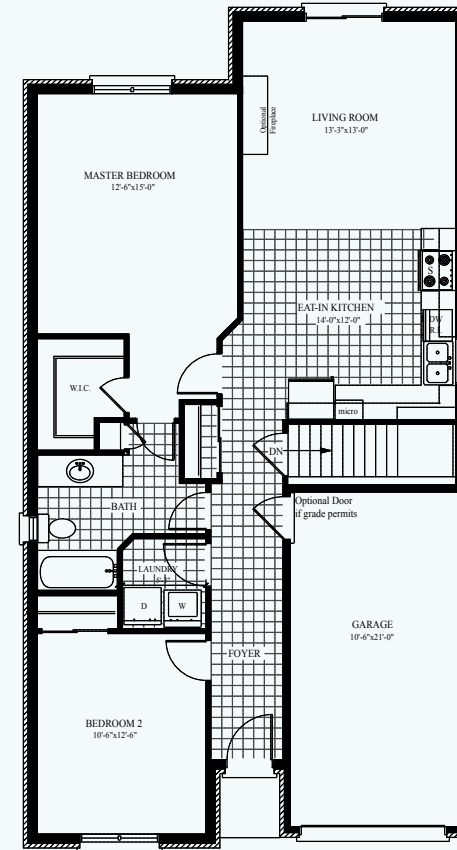 LIVING ROOM
13'-3"x13'-0"
Optional
Fireplace
MASTER BEDROOM
12'-6"x15'-0"
S
EAT-IN KITCHEN
14'-0"x12'-0"
DW
R.I.
W.I.C.
micro
DN
Optional Door
if grade permits
BATH
LAUNDRY
D
W
GARAGE
10'-6"x21'-0"
FOYER
BEDROOM 2
10'-6"x12'-6"